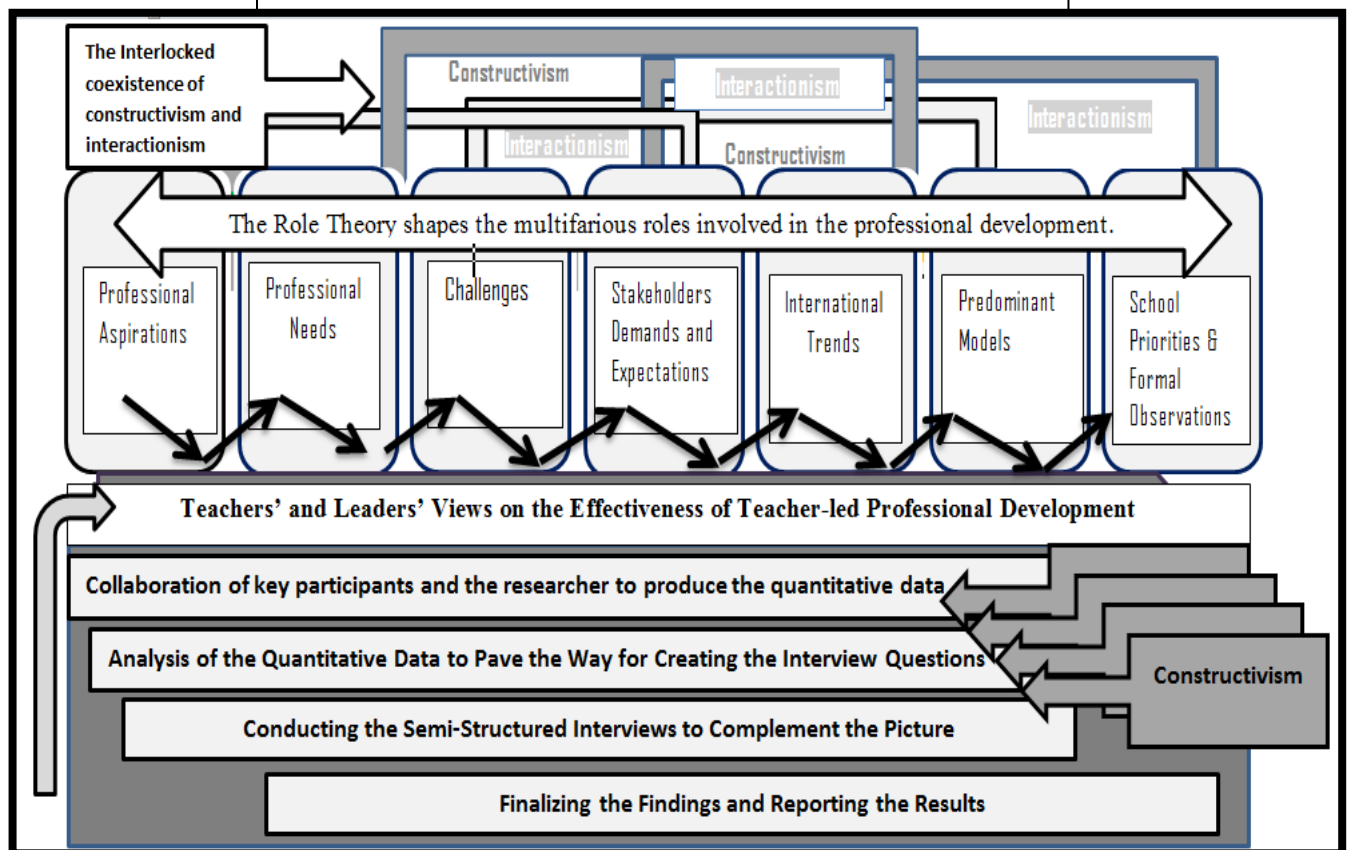 The Interlocked
coexistence of
constructivism and
interactionism
Constructivism
Interactionism
Interactionism
Interactionism
Constructivism
The Role Theory shapes the multifarious roles involved in the professional development.
Professional
Aspirations
Professional
Needs
Challenges
Stakeholders
Demands and
Expectations
International
Trends
Predominant
Models
School
Priorities &
Formal
Observations
Teachers’ and Leaders’ Views on the Effectiveness of Teacher-led Professional Development
Collaboration of key participants and the researcher to produce the quantitative data
Analysis of the Quantitative Data to Pave the Way for Creating the Interview Questions
Constructivism
Conducting the Semi-Structured Interviews to Complement the Picture
Finalizing the Findings and Reporting the Results